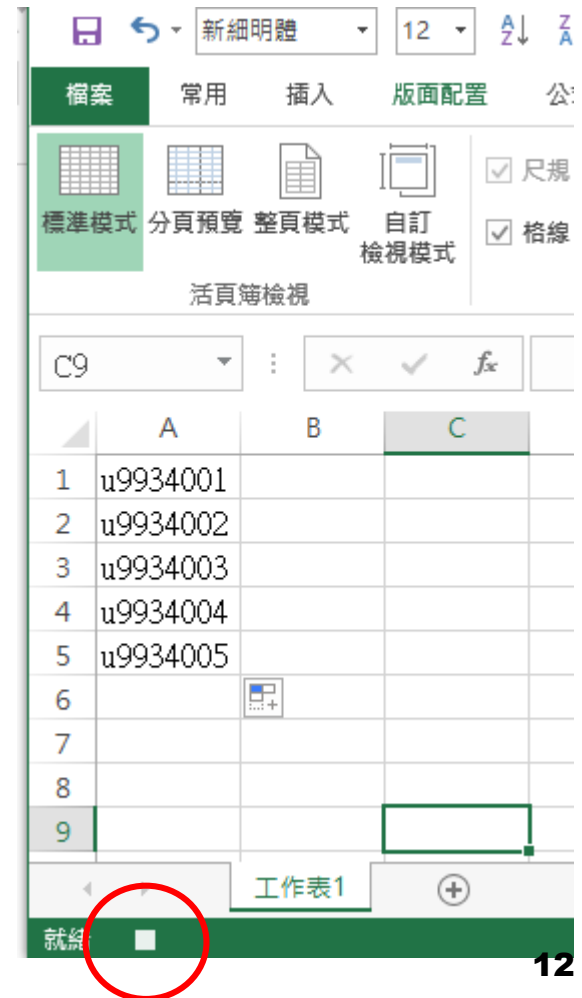 新細明體 12 A Z Z A
檔案 常用 插入 版面配置
標準模式 分頁預覽 整頁模式 自訂 檢視模式
尺規
格線
活頁簿檢視
C9 fx
A B C
1 u9934001
2 u9934002
3 u9934003
4 u9934004
5 u9934005
6
7
8
9
工作表1
就緒
12